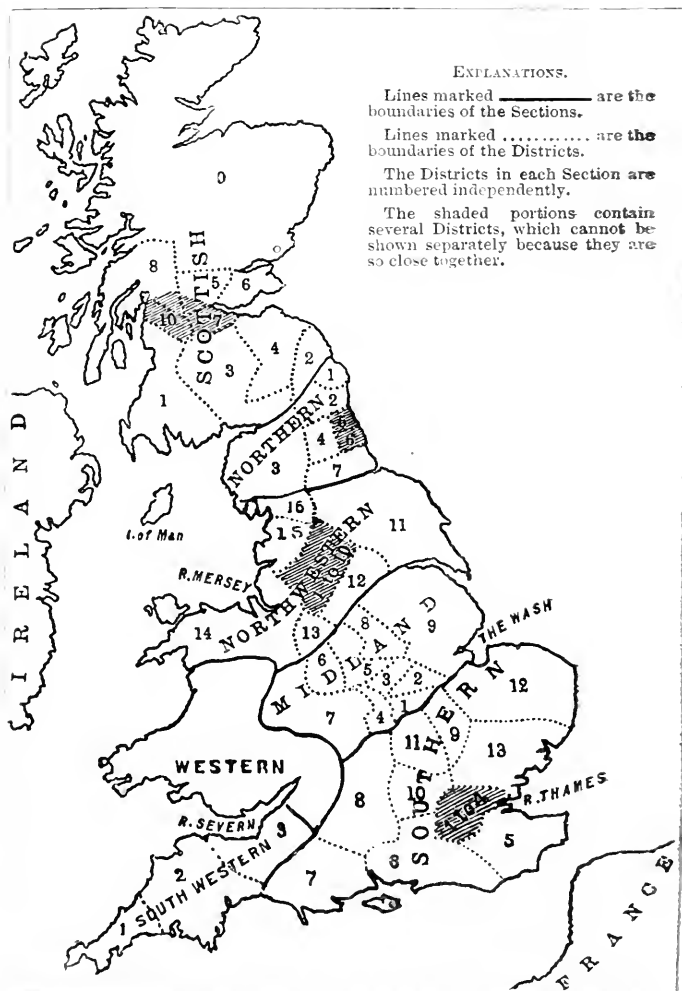 EXPLANATIONS.
Lines marked ———— are the
boundaries of the Sections.
Lines marked ............ are the
boundaries of the Districts.
The Districts in each Section are
numbered independently.
The shaded portions contain
several Districts, which cannot be
shown separately because they are
so close together.
SCOTTISH
8
5
6
10
7
3
4
2
1
NORTHERN
1
2
4
3
7
IRELAND
I. of Man
NORTH WESTERN
16
15
11
12
R. MERSEY
14
13
MIDLAND
8
9
6
5
3
2
7
4
1
THE WASH
SOUTHERN
12
11
9
13
10
8
1 TO 4
R. THAMES
5
7
WESTERN
R. SEVERN
SOUTH WESTERN
3
2
1
FRANCE